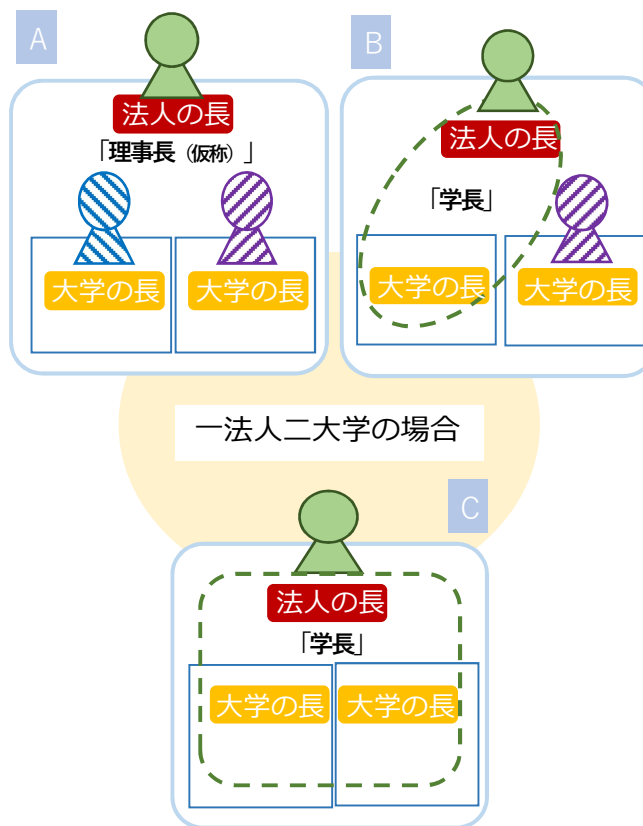 A
法人の長
「理事長（仮称）」
大学の長
大学の長
B
法人の長
「学長」
大学の長
大学の長
一法人二大学の場合
C
法人の長
「学長」
大学の長
大学の長